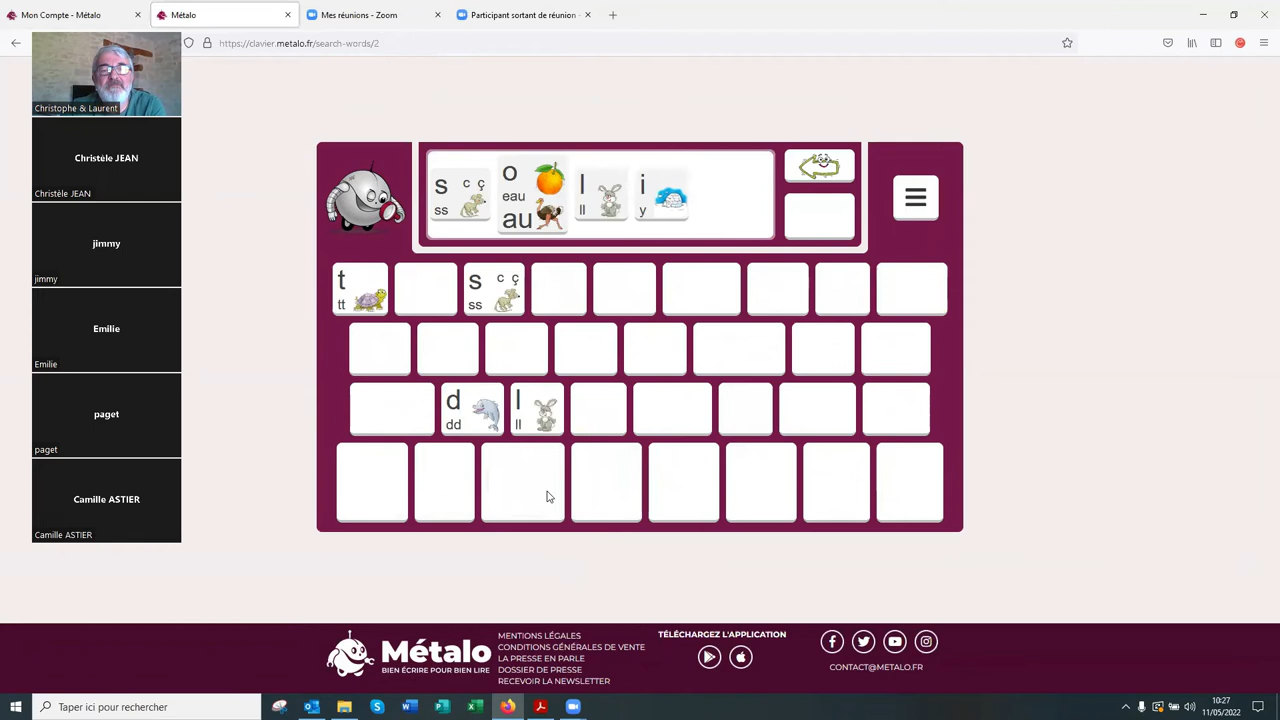 Mon Compte - Métalo
Métalo
Mes réunions - Zoom
Participant sortant de réunion
https://clavier.metalo.fr/search-words/2
Christophe & Laurent
Christèle JEAN
Christèle JEAN
jimmy
jimmy
Emilie
Emilie
paget
paget
Camille ASTIER
Camille ASTIER
s c ç
ss
o
eau
au
l
ll
i
y
t
tt
s c ç
ss
d
dd
l
ll
Métalo
BIEN ÉCRIRE POUR BIEN LIRE
MENTIONS LÉGALES
CONDITIONS GÉNÉRALES DE VENTE
LA PRESSE EN PARLE
DOSSIER DE PRESSE
RECEVOIR LA NEWSLETTER
TÉLÉCHARGEZ L'APPLICATION
CONTACT@METALO.FR
Taper ici pour rechercher
10:27
11/05/2022